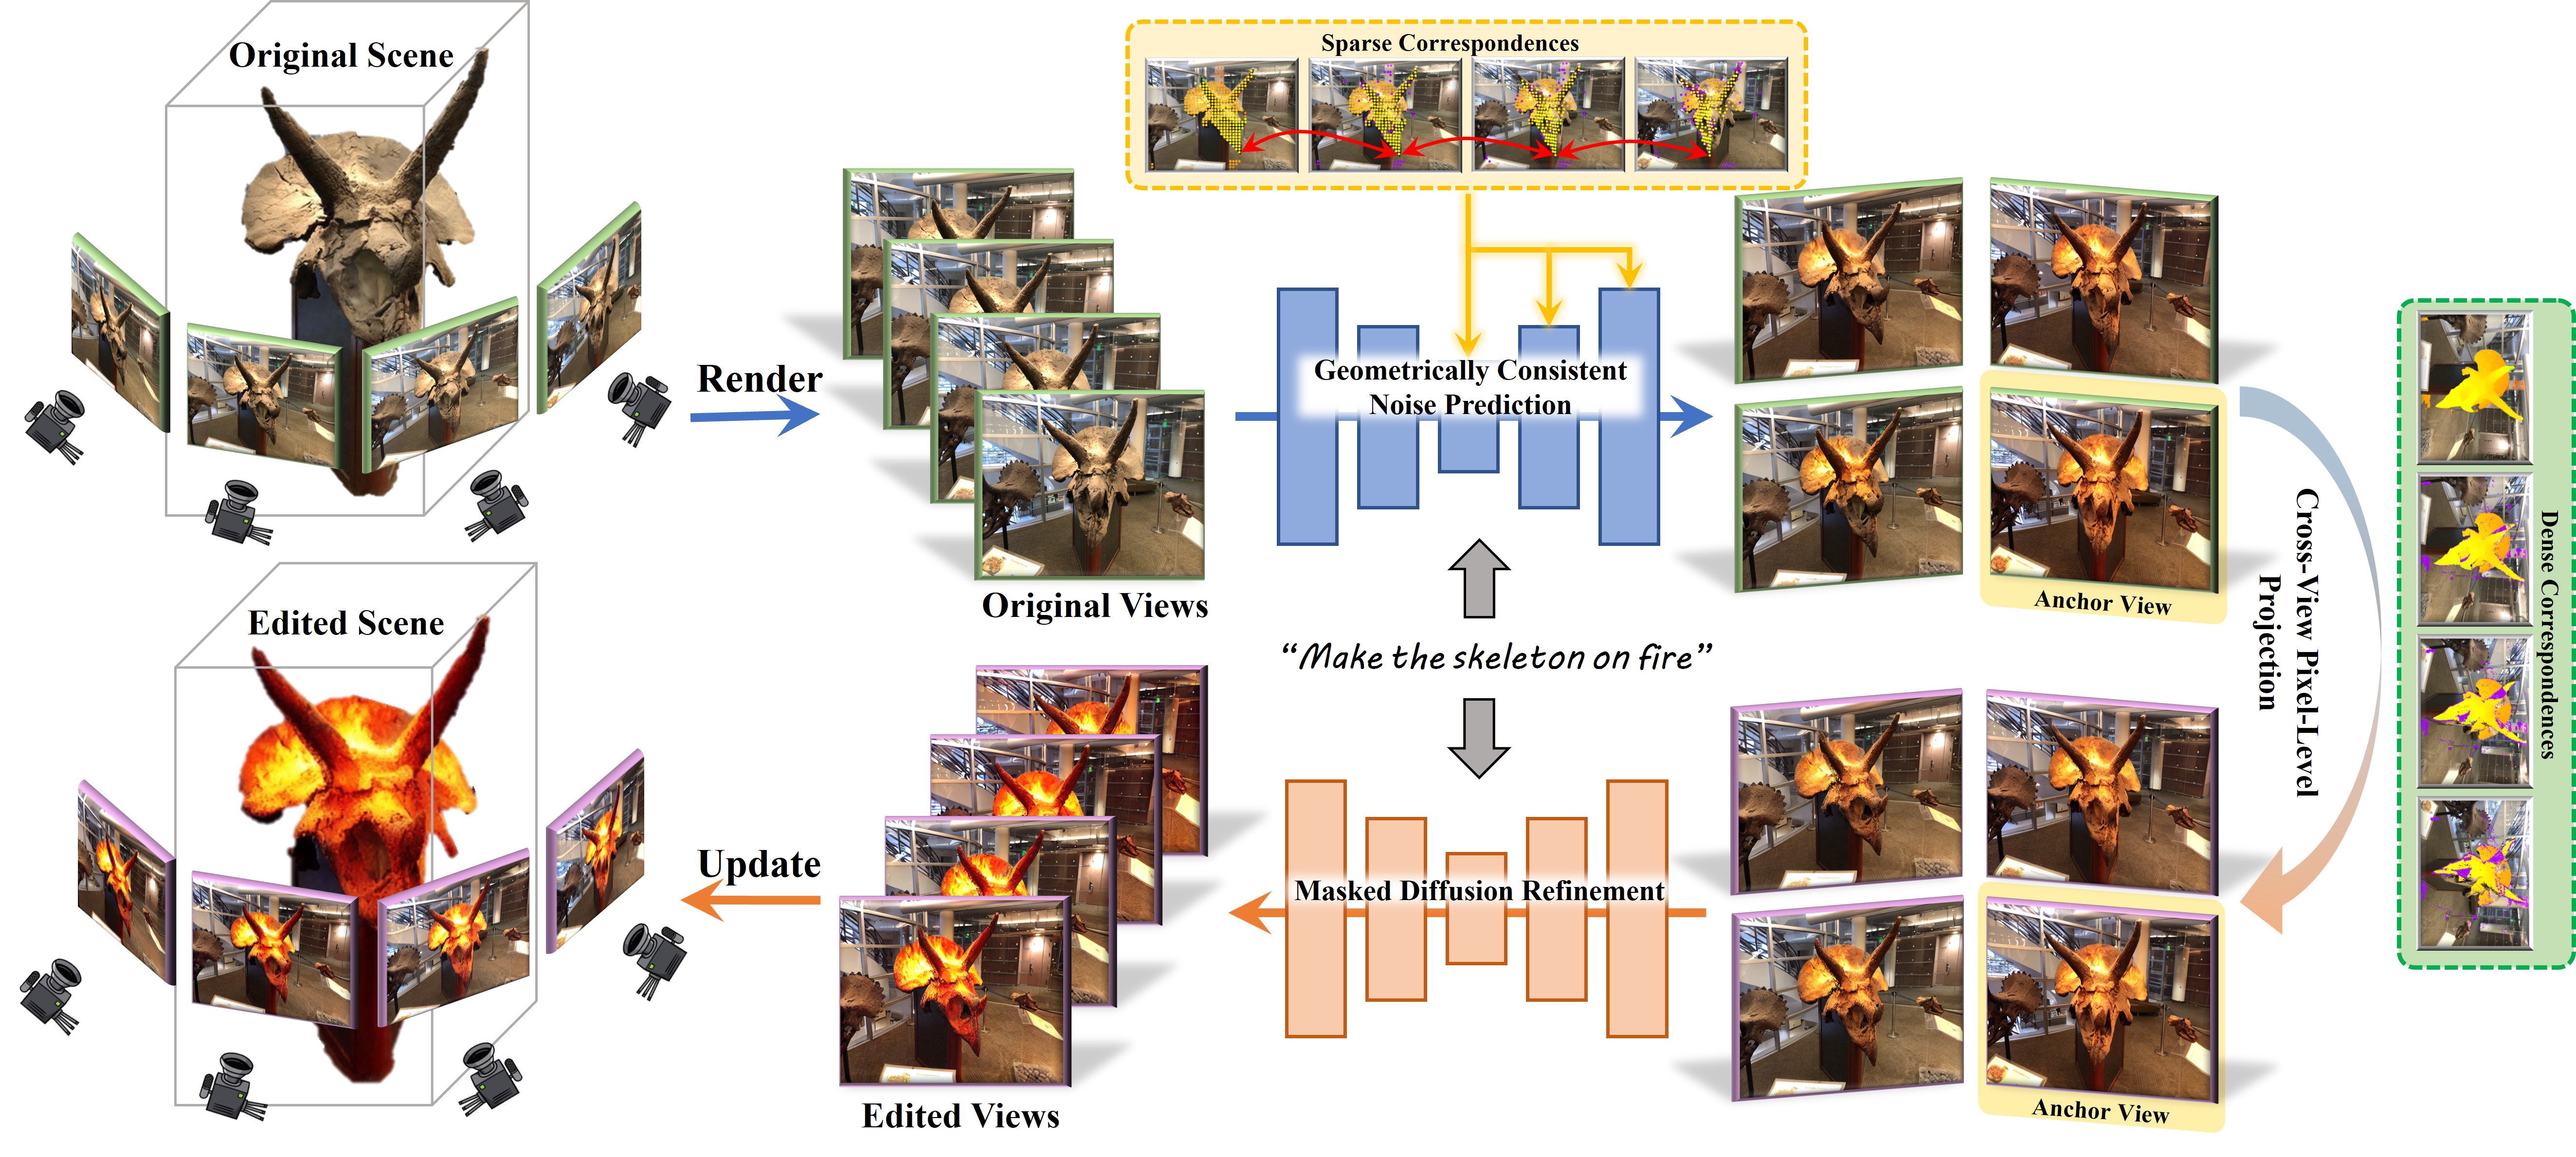 Original Scene
Sparse Correspondences
Render
Original Views
Geometrically Consistent
Noise Prediction
Anchor View
Cross-View Pixel-Level
Projection
Dense Correspondences
“Make the skeleton on fire”
Edited Scene
Update
Edited Views
Masked Diffusion Refinement
Anchor View